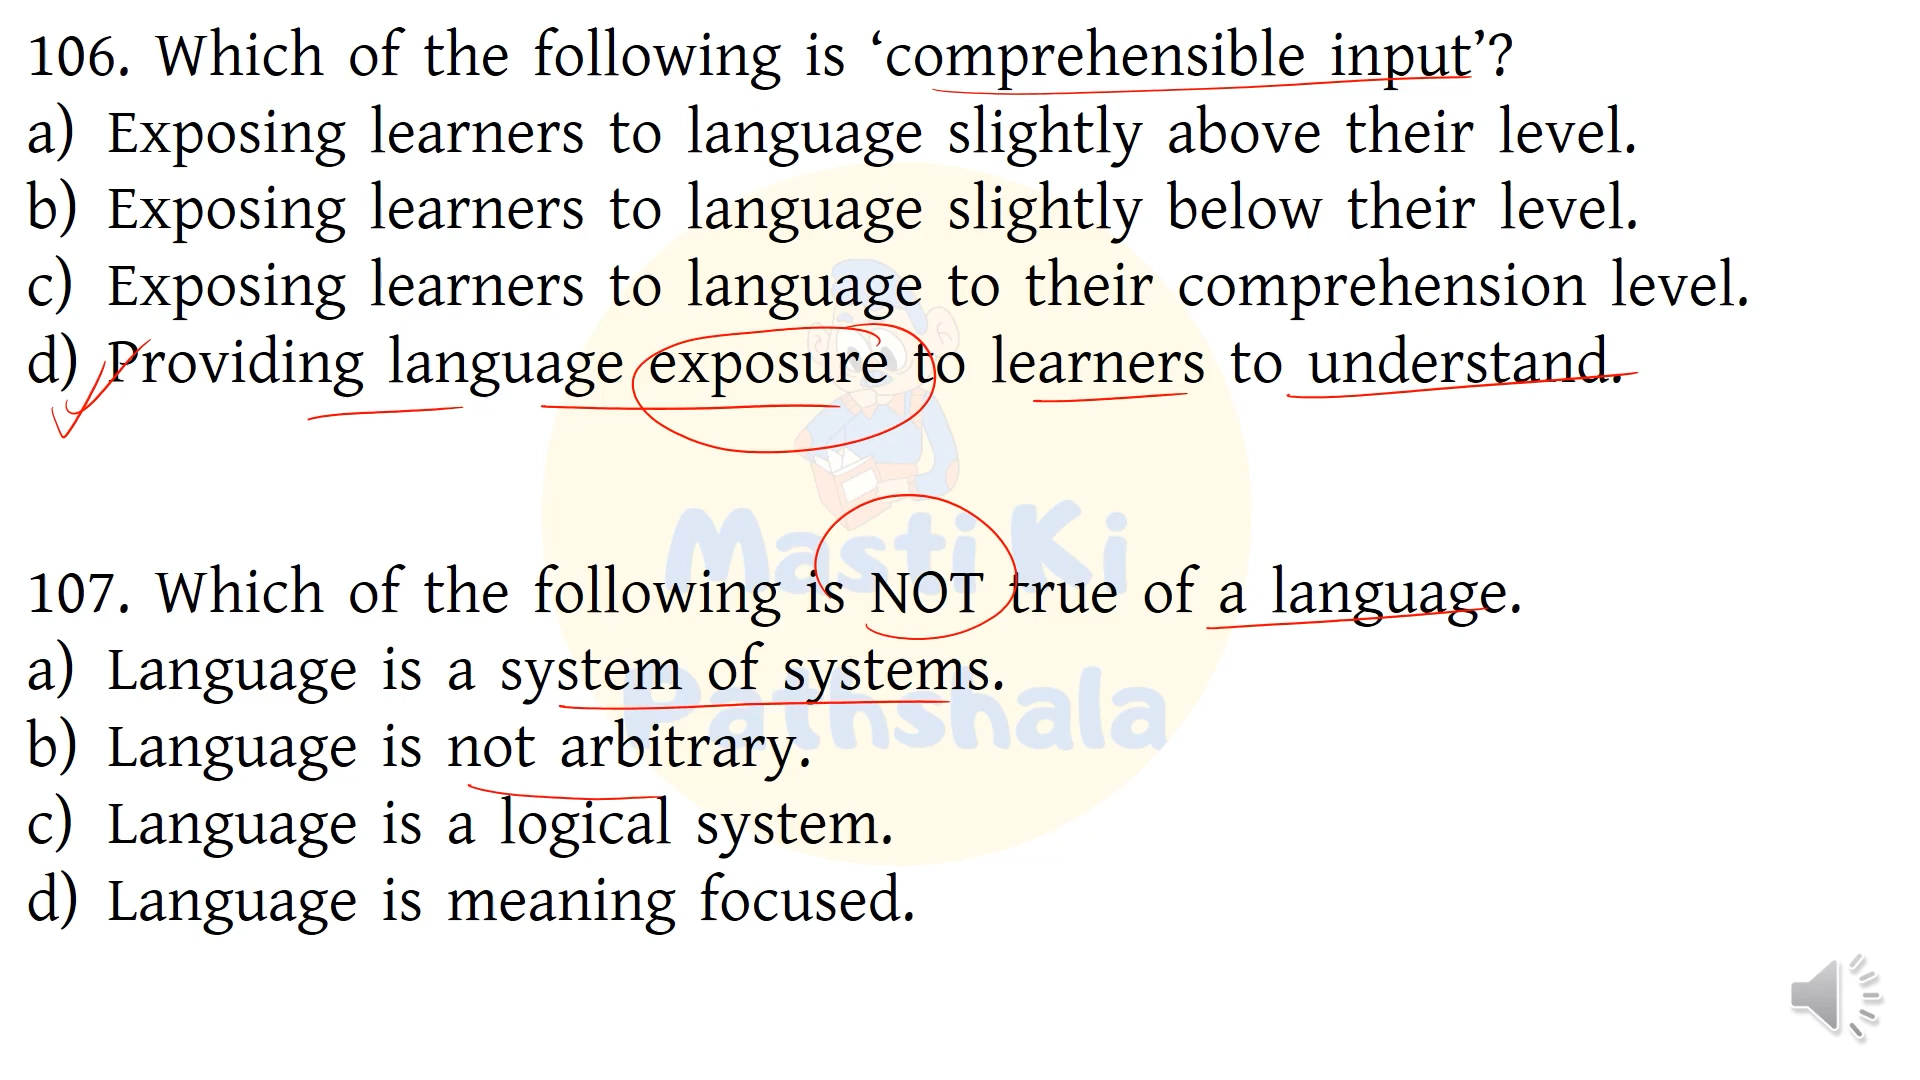 106. Which of the following is ‘comprehensible input’?
a) Exposing learners to language slightly above their level.
b) Exposing learners to language slightly below their level.
c) Exposing learners to language to their comprehension level.
d) Providing language exposure to learners to understand.
Masti Ki
107. Which of the following is NOT true of a language.
a) Language is a system of systems.
Pathshala
b) Language is not arbitrary.
c) Language is a logical system.
d) Language is meaning focused.